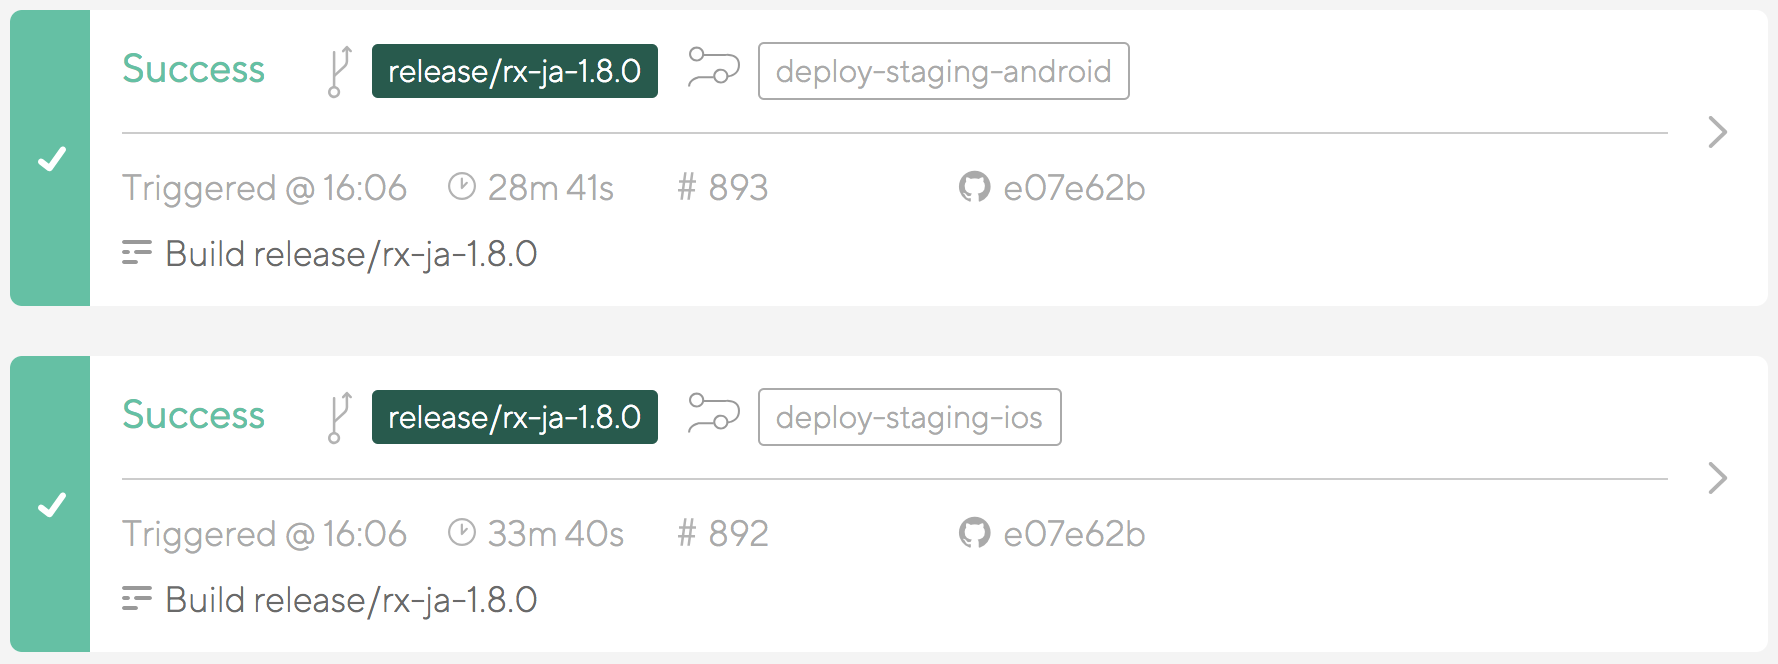 Success release/rx-ja-1.8.0 deploy-staging-android
Triggered @ 16:06 28m 41s # 893 e07e62b
Build release/rx-ja-1.8.0
Success release/rx-ja-1.8.0 deploy-staging-ios
Triggered @ 16:06 33m 40s # 892 e07e62b
Build release/rx-ja-1.8.0